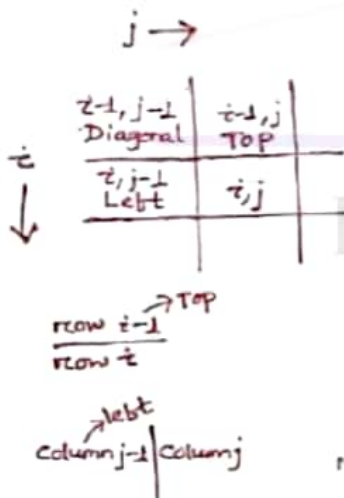 j →
i-1, j-1 i-1, j
Diagonal Top
i
i, j-1 i, j
Left
Top
row i-1
row i
left
Column j-1 Column j